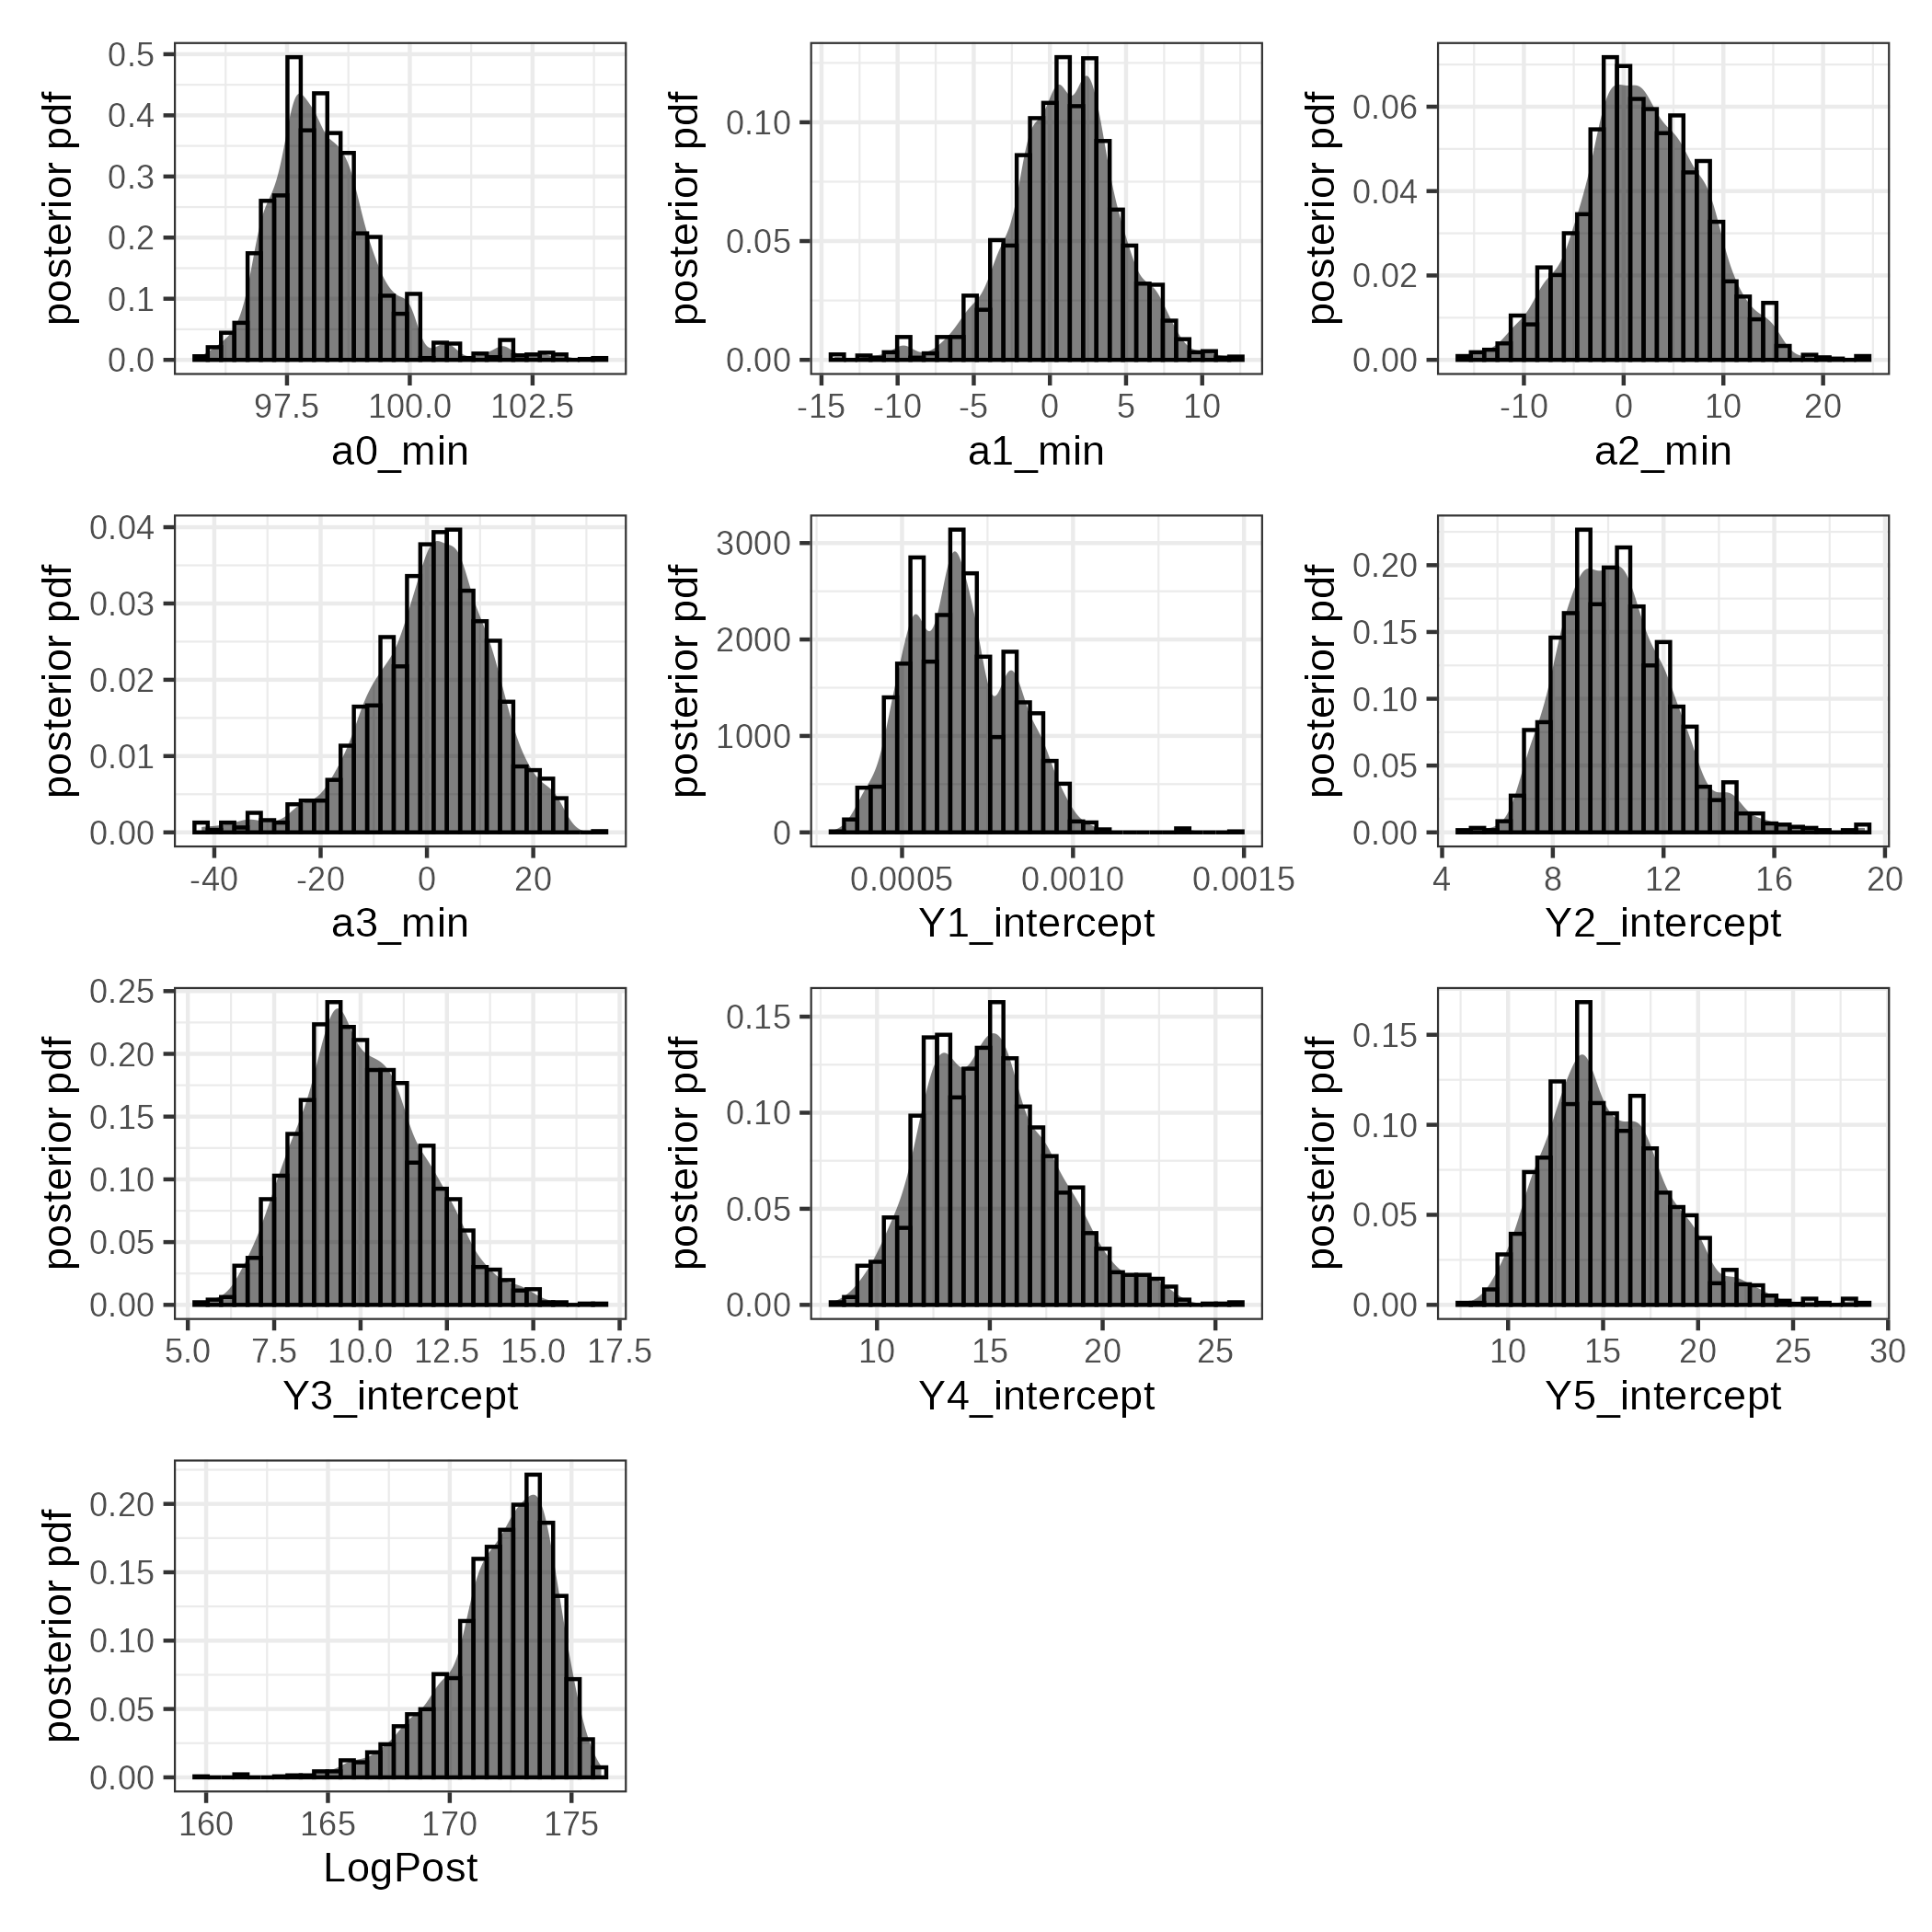 posterior pdf
0.5
0.4
0.3
0.2
0.1
0.0
97.5 100.0 102.5
a0_min
posterior pdf
0.10
0.05
0.00
-15 -10 -5 0 5 10
a1_min
posterior pdf
0.06
0.04
0.02
0.00
-10 0 10 20
a2_min
posterior pdf
0.04
0.03
0.02
0.01
0.00
-40 -20 0 20
a3_min
posterior pdf
3000
2000
1000
0
0.0005 0.0010 0.0015
Y1_intercept
posterior pdf
0.20
0.15
0.10
0.05
0.00
4 8 12 16 20
Y2_intercept
posterior pdf
0.25
0.20
0.15
0.10
0.05
0.00
5.0 7.5 10.0 12.5 15.0 17.5
Y3_intercept
posterior pdf
0.15
0.10
0.05
0.00
10 15 20 25
Y4_intercept
posterior pdf
0.15
0.10
0.05
0.00
10 15 20 25 30
Y5_intercept
posterior pdf
0.20
0.15
0.10
0.05
0.00
160 165 170 175
LogPost